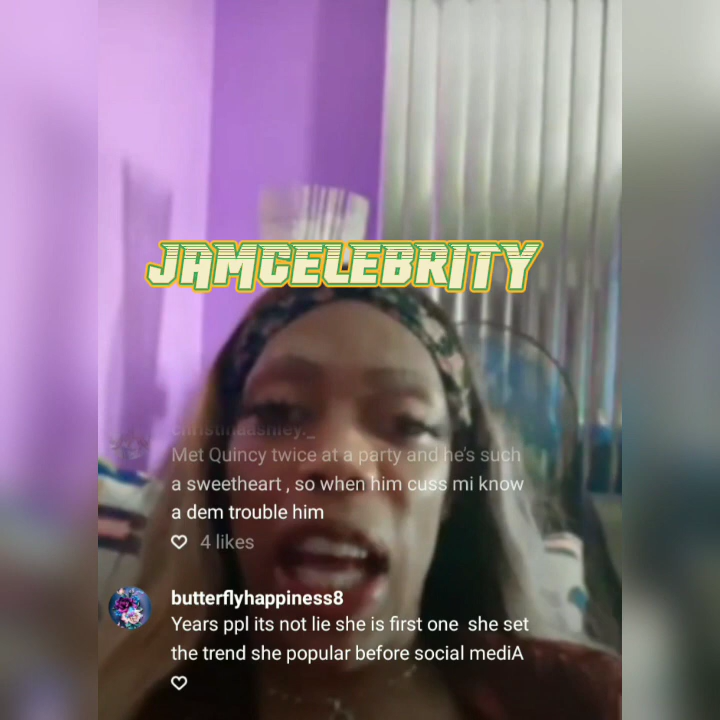 JAMCELEBRITY
christinaashley._
Met Quincy twice at a party and he's such
a sweetheart , so when him cuss mi know
a dem trouble him
4 likes
butterflyhappiness8
Years ppl its not lie she is first one she set
the trend she popular before social mediA